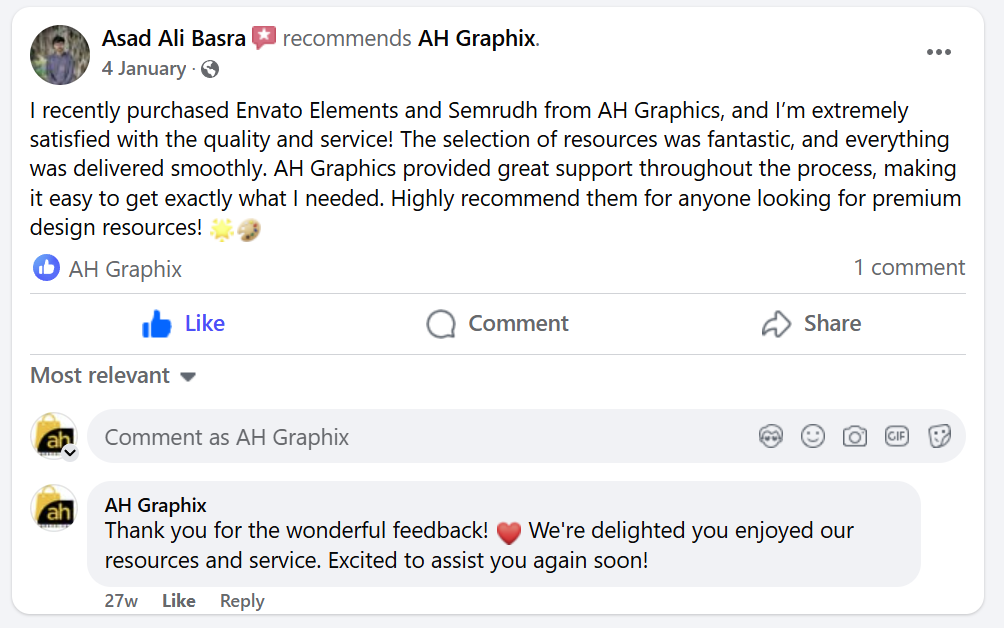 Asad Ali Basra recommends AH Graphix.
4 January ·
I recently purchased Envato Elements and Semrudh from AH Graphics, and I’m extremely
satisfied with the quality and service! The selection of resources was fantastic, and everything
was delivered smoothly. AH Graphics provided great support throughout the process, making
it easy to get exactly what I needed. Highly recommend them for anyone looking for premium
design resources! 🌟🎨
AH Graphix 1 comment
Like Comment Share
Most relevant
ah
Comment as AH Graphix GIF
ah
AH Graphix
Thank you for the wonderful feedback! ❤️ We're delighted you enjoyed our
resources and service. Excited to assist you again soon!
27w Like Reply